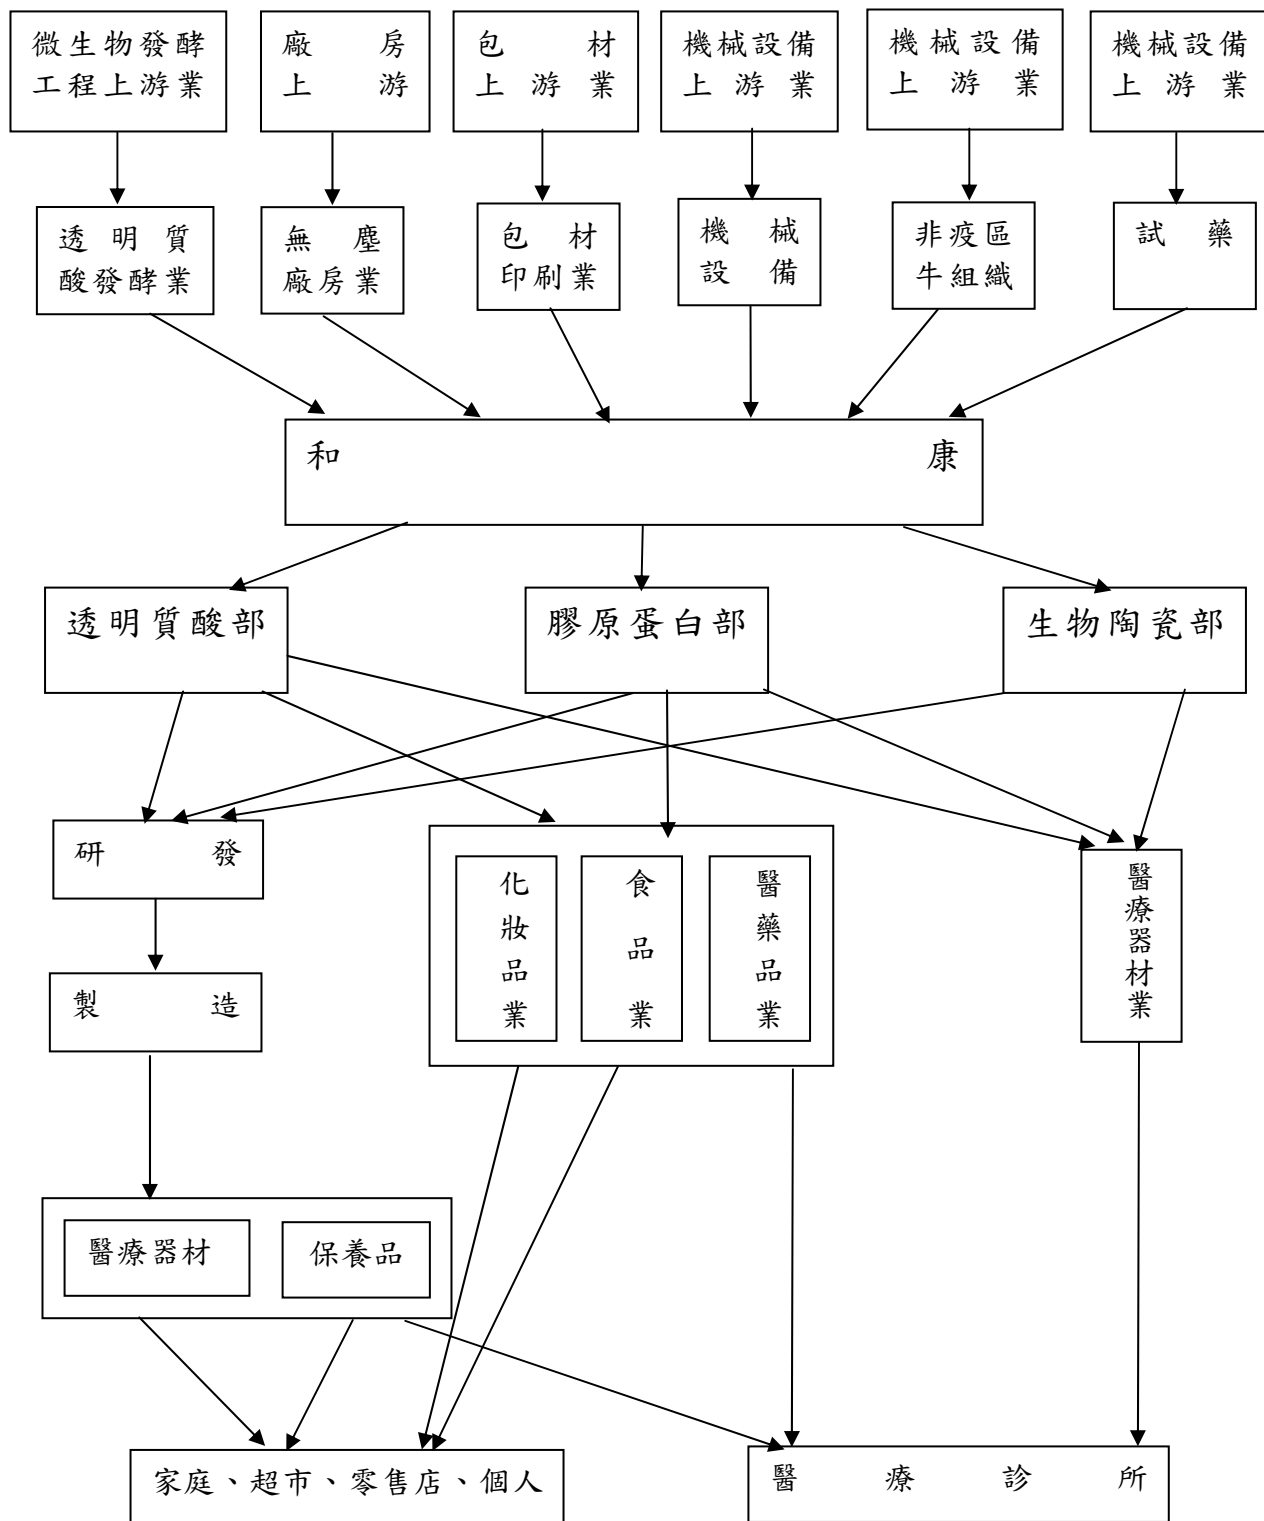 微生物發酵
工程上游業
廠房
上游
包材
上游業
機械設備
上游業
機械設備
上游業
機械設備
上游業
透明質
酸發酵業
無塵
廠房業
包材
印刷業
機械
設備
非疫區
牛組織
試藥
和康
透明質酸部
膠原蛋白部
生物陶瓷部
研發
化妝品業
食品業
醫藥品業
醫療器材業
製造
醫療器材
保養品
家庭、超市、零售店、個人
醫療診所